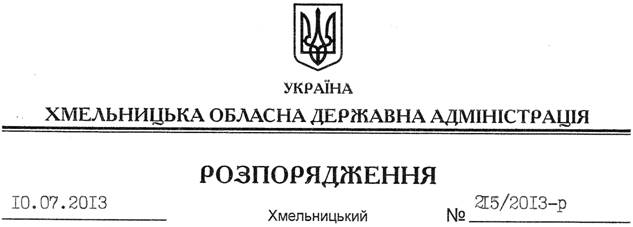 УКРАЇНА
ХМЕЛЬНИЦЬКА ОБЛАСНА ДЕРЖАВНА АДМІНІСТРАЦІЯ
РОЗПОРЯДЖЕННЯ
10.07.2013 Хмельницький № 215/2013-р